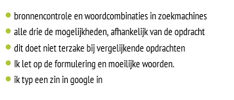 bronnencontrole en woordcombinaties in zoekmachines
alle drie de mogelijkheden, afhankelijk van de opdracht
dit doet niet terzake bij vergelijkende opdrachten
Ik let op de formulering en moeilijke woorden.
ik typ een zin in google in